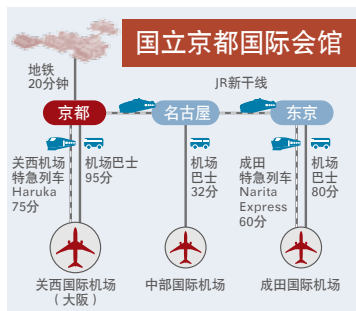 国立京都国际会馆
地铁
20分钟
JR新干线
京都
名古屋
东京
关西机场
特急列车
Haruka
75分
机场巴士
95分
机场
巴士
32分
成田
特急列车
Narita
Express
60分
机场
巴士
80分
关西国际机场
（大阪）
中部国际机场
成田国际机场